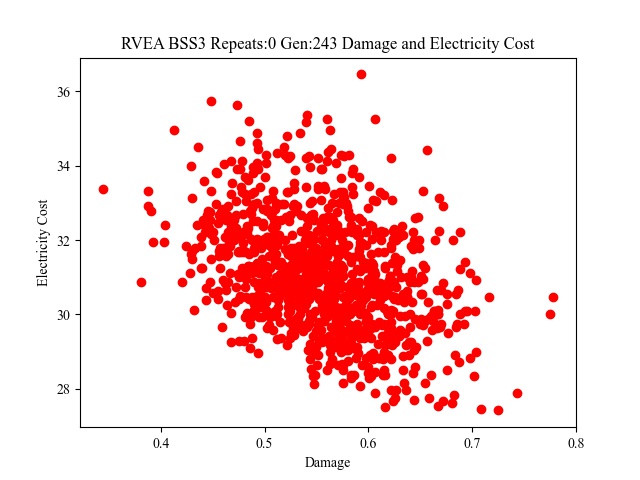 RVEA BSS3 Repeats:0 Gen:243 Damage and Electricity Cost
36
34
32
30
28
Electricity Cost
0.4 0.5 0.6 0.7 0.8
Damage